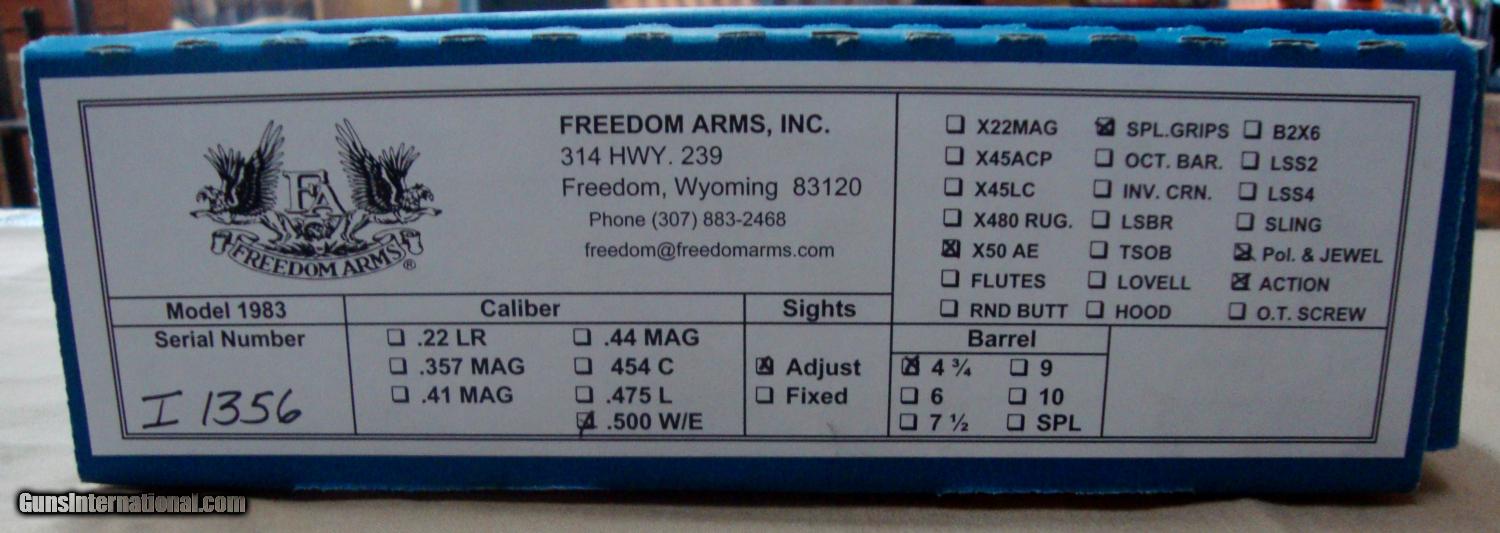 FA
FREEDOM ARMS®
FREEDOM ARMS, INC.
314 HWY. 239
Freedom, Wyoming 83120
Phone (307) 883-2468
freedom@freedomarms.com
☐ X22MAG ☒ SPL.GRIPS ☐ B2X6
☐ X45ACP ☐ OCT. BAR. ☐ LSS2
☐ X45LC ☐ INV. CRN. ☐ LSS4
☐ X480 RUG. ☐ LSBR ☐ SLING
☒ X50 AE ☐ TSOB ☒ Pol. & JEWEL
☐ FLUTES ☐ LOVELL ☒ ACTION
☐ RND BUTT ☐ HOOD ☐ O.T. SCREW
Model 1983
Serial Number
I 1356
Caliber
☐ .22 LR ☐ .44 MAG
☐ .357 MAG ☐ 454 C
☐ .41 MAG ☐ .475 L
☒ .500 W/E
Sights
☒ Adjust
☐ Fixed
Barrel
☒ 4 ¾ ☐ 9
☐ 6 ☐ 10
☐ 7 ½ ☐ SPL
GunsInternational.com